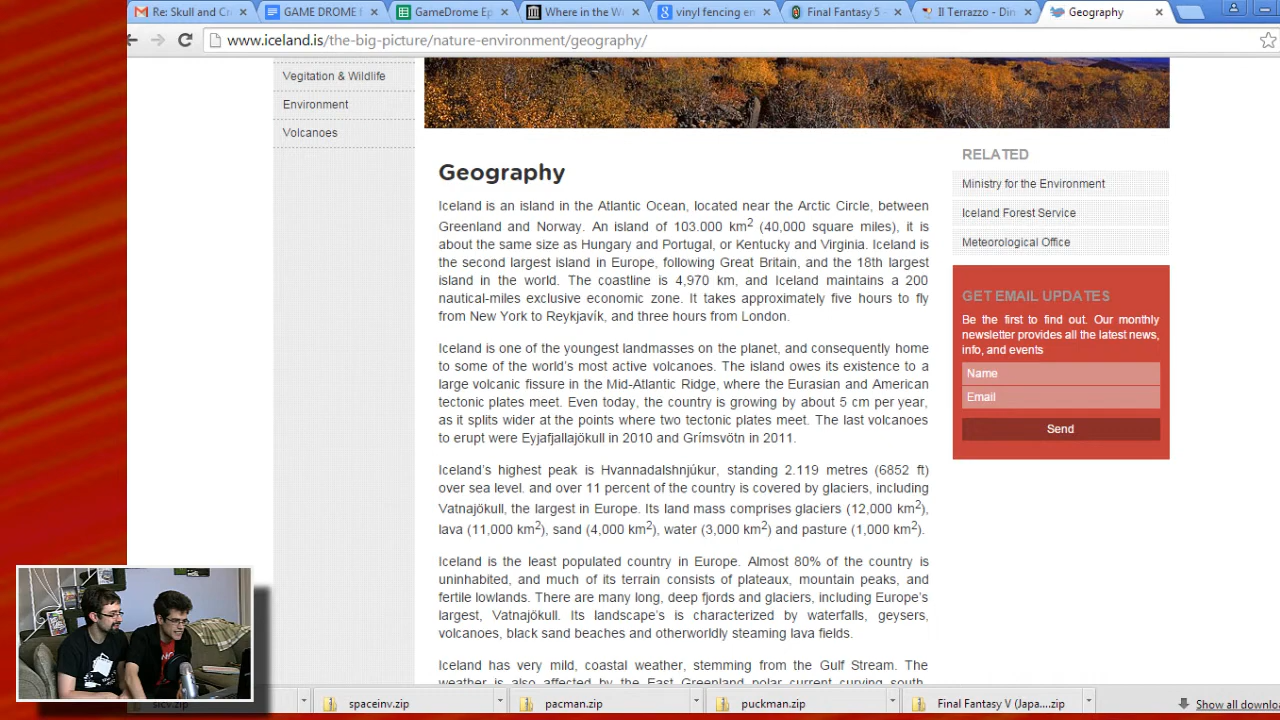 Re: Skull and Cr
GAME DROME f
GameDrome Ep
Where in the W
vinyl fencing en
Final Fantasy 5 -
Il Terrazzo - Din
Geography
www.iceland.is/the-big-picture/nature-environment/geography/
Vegitation & Wildlife
Environment
Volcanoes
Geography
Iceland is an island in the Atlantic Ocean, located near the Arctic Circle, between
Greenland and Norway. An island of 103.000 km² (40,000 square miles), it is
about the same size as Hungary and Portugal, or Kentucky and Virginia. Iceland is
the second largest island in Europe, following Great Britain, and the 18th largest
island in the world. The coastline is 4,970 km, and Iceland maintains a 200
nautical-miles exclusive economic zone. It takes approximately five hours to fly
from New York to Reykjavík, and three hours from London.
Iceland is one of the youngest landmasses on the planet, and consequently home
to some of the world's most active volcanoes. The island owes its existence to a
large volcanic fissure in the Mid-Atlantic Ridge, where the Eurasian and American
tectonic plates meet. Even today, the country is growing by about 5 cm per year,
as it splits wider at the points where two tectonic plates meet. The last volcanoes
to erupt were Eyjafjallajökull in 2010 and Grímsvötn in 2011.
Iceland's highest peak is Hvannadalshnjúkur, standing 2.119 metres (6852 ft)
over sea level. and over 11 percent of the country is covered by glaciers, including
Vatnajökull, the largest in Europe. Its land mass comprises glaciers (12,000 km²),
lava (11,000 km²), sand (4,000 km²), water (3,000 km²) and pasture (1,000 km²).
Iceland is the least populated country in Europe. Almost 80% of the country is
uninhabited, and much of its terrain consists of plateaux, mountain peaks, and
fertile lowlands. There are many long, deep fjords and glaciers, including Europe's
largest, Vatnajökull. Its landscape's is characterized by waterfalls, geysers,
volcanoes, black sand beaches and otherworldly steaming lava fields.
Iceland has very mild, coastal weather, stemming from the Gulf Stream. The
weather is also affected by the East Greenland polar current curving south
RELATED
Ministry for the Environment
Iceland Forest Service
Meteorological Office
GET EMAIL UPDATES
Be the first to find out. Our monthly
newsletter provides all the latest news,
info, and events
Name
Email
Send
sicv.zip
spaceinv.zip
pacman.zip
puckman.zip
Final Fantasy V (Japa....zip
Show all downlo